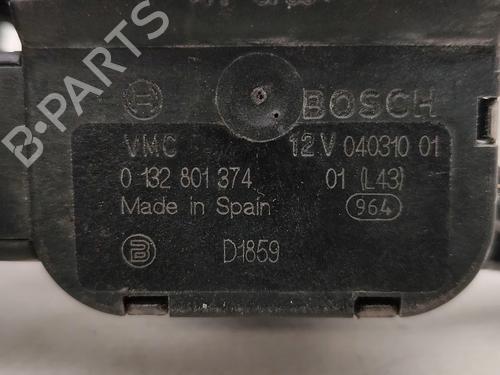 BOSCH
VMC 12 V 040310 01
0 132 801 374 01 (L43)
Made in Spain 964
D1859
B-PARTS